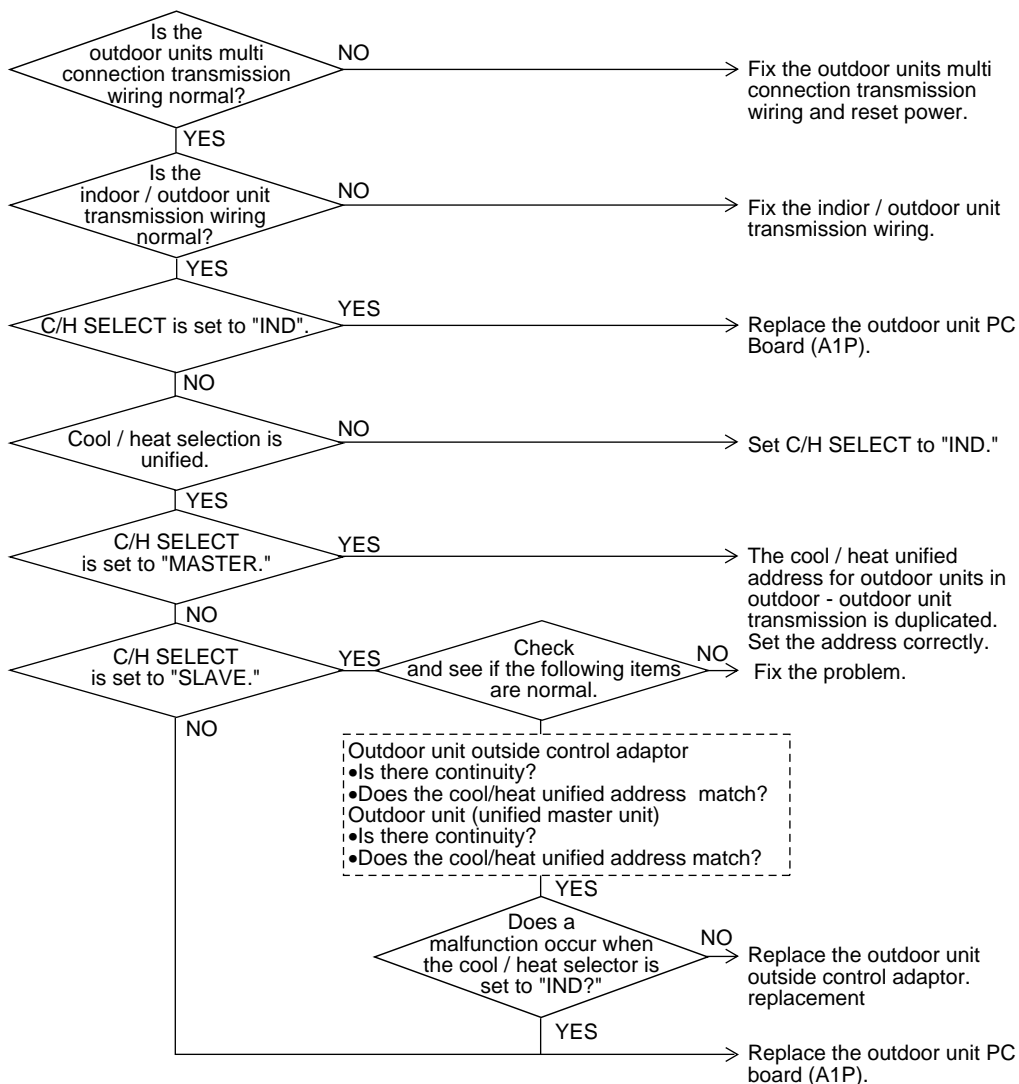 Is the
outdoor units multi
connection transmission
wiring normal?
NO
Fix the outdoor units multi
connection transmission
wiring and reset power.
YES
Is the
indoor / outdoor unit
transmission wiring
normal?
NO
Fix the indior / outdoor unit
transmission wiring.
YES
C/H SELECT is set to "IND".
YES
Replace the outdoor unit PC
Board (A1P).
NO
Cool / heat selection is
unified.
NO
Set C/H SELECT to "IND."
YES
C/H SELECT
is set to "MASTER."
YES
The cool / heat unified
address for outdoor units in
outdoor - outdoor unit
transmission is duplicated.
Set the address correctly.
NO
C/H SELECT
is set to "SLAVE."
YES
Check
and see if the following items
are normal.
NO
Fix the problem.
NO
Outdoor unit outside control adaptor
•Is there continuity?
•Does the cool/heat unified address match?
Outdoor unit (unified master unit)
•Is there continuity?
•Does the cool/heat unified address match?
YES
Does a
malfunction occur when
the cool / heat selector is
set to "IND?"
NO
Replace the outdoor unit
outside control adaptor.
replacement
YES
Replace the outdoor unit PC
board (A1P).